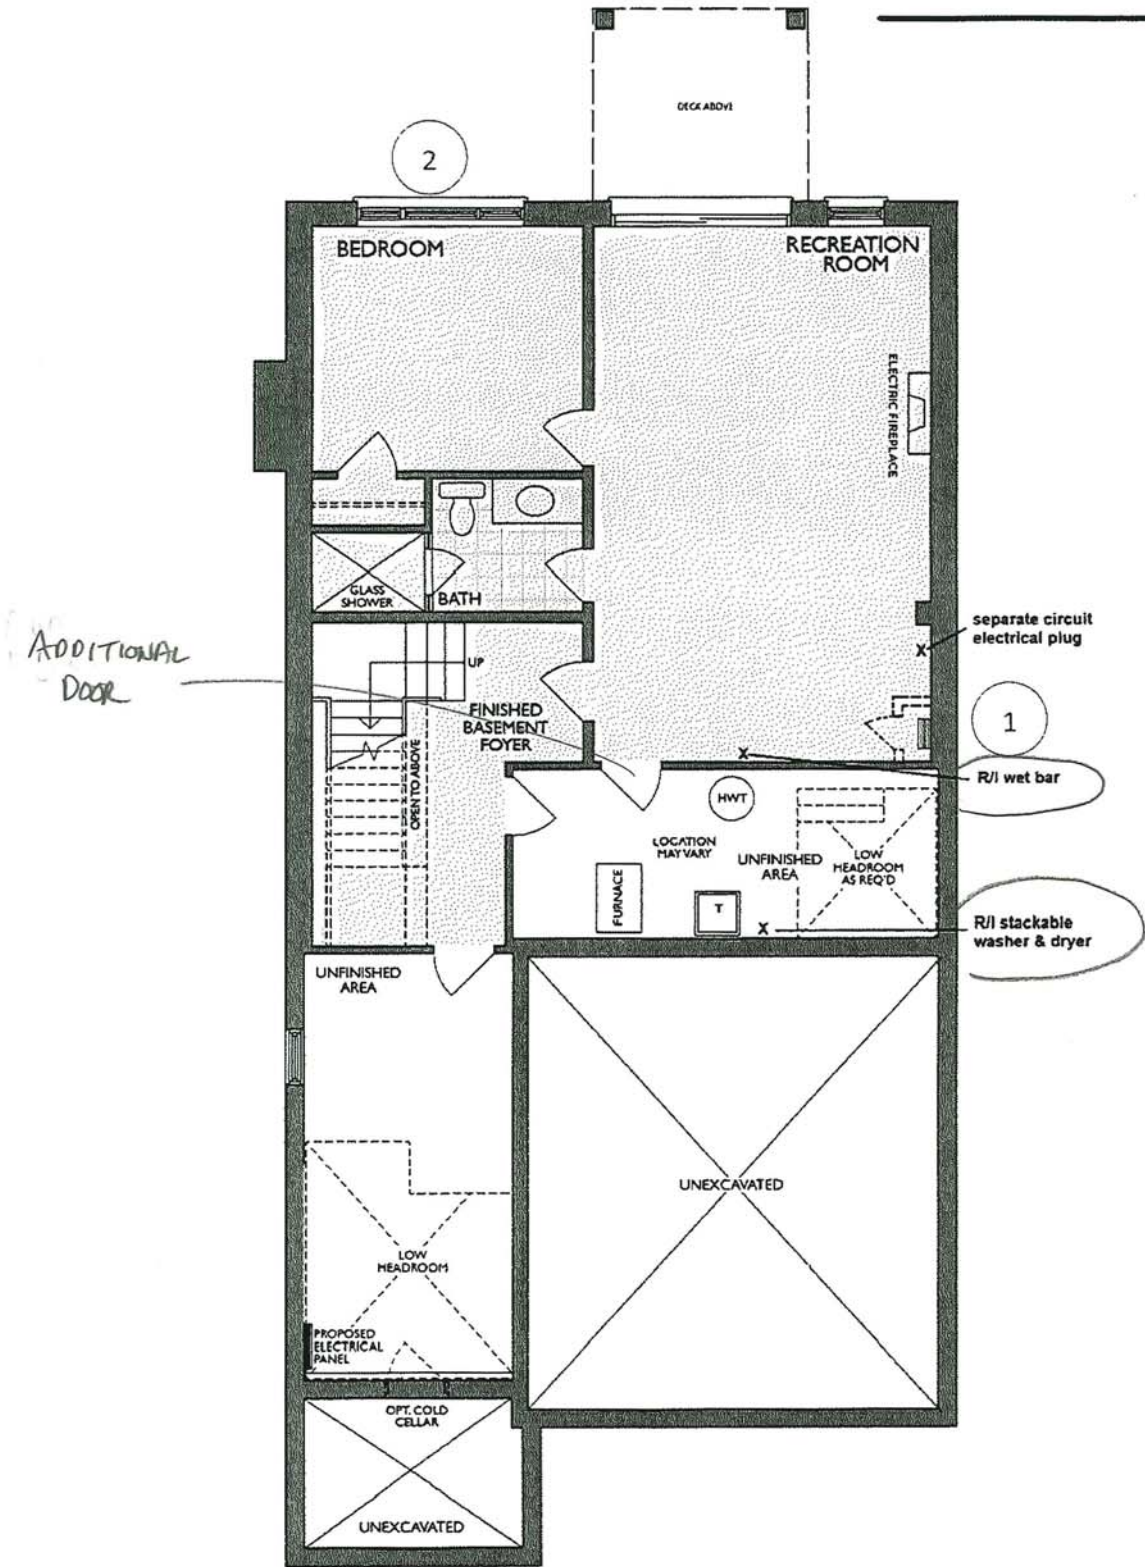 DECK ABOVE
2
BEDROOM
RECREATION
ROOM
ELECTRIC FIREPLACE
GLASS
SHOWER
BATH
separate circuit
electrical plug
X
ADDITIONAL
DOOR
UP
FINISHED
BASEMENT
FOYER
OPEN TO ABOVE
1
X
R/I wet bar
HWT
LOCATION
MAY VARY
UNFINISHED
AREA
LOW
HEADROOM
AS REQ'D
FURNACE
T
X
R/I stackable
washer & dryer
UNFINISHED
AREA
UNEXCAVATED
LOW
HEADROOM
PROPOSED
ELECTRICAL
PANEL
OPT. COLD
CELLAR
UNEXCAVATED